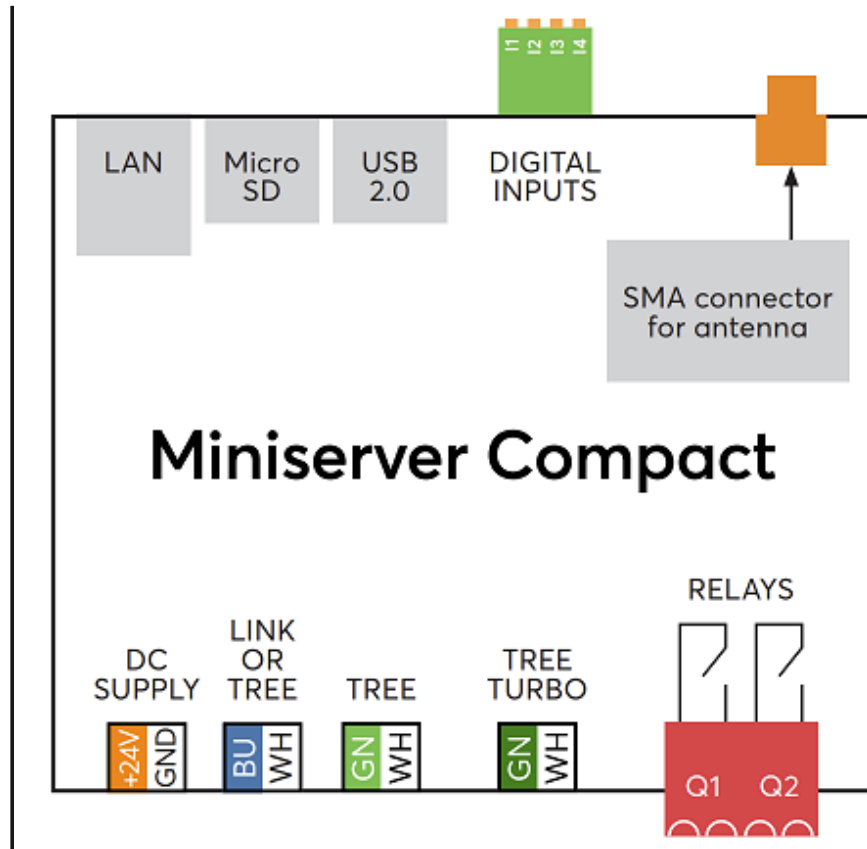 I1 I2 I3 I4
LAN
Micro
SD
USB
2.0
DIGITAL
INPUTS
SMA connector
for antenna
Miniserver Compact
RELAYS
DC
SUPPLY
LINK
OR
TREE
TREE
TREE
TURBO
+24V
GND
BU
WH
GN
WH
GN
WH
Q1 Q2